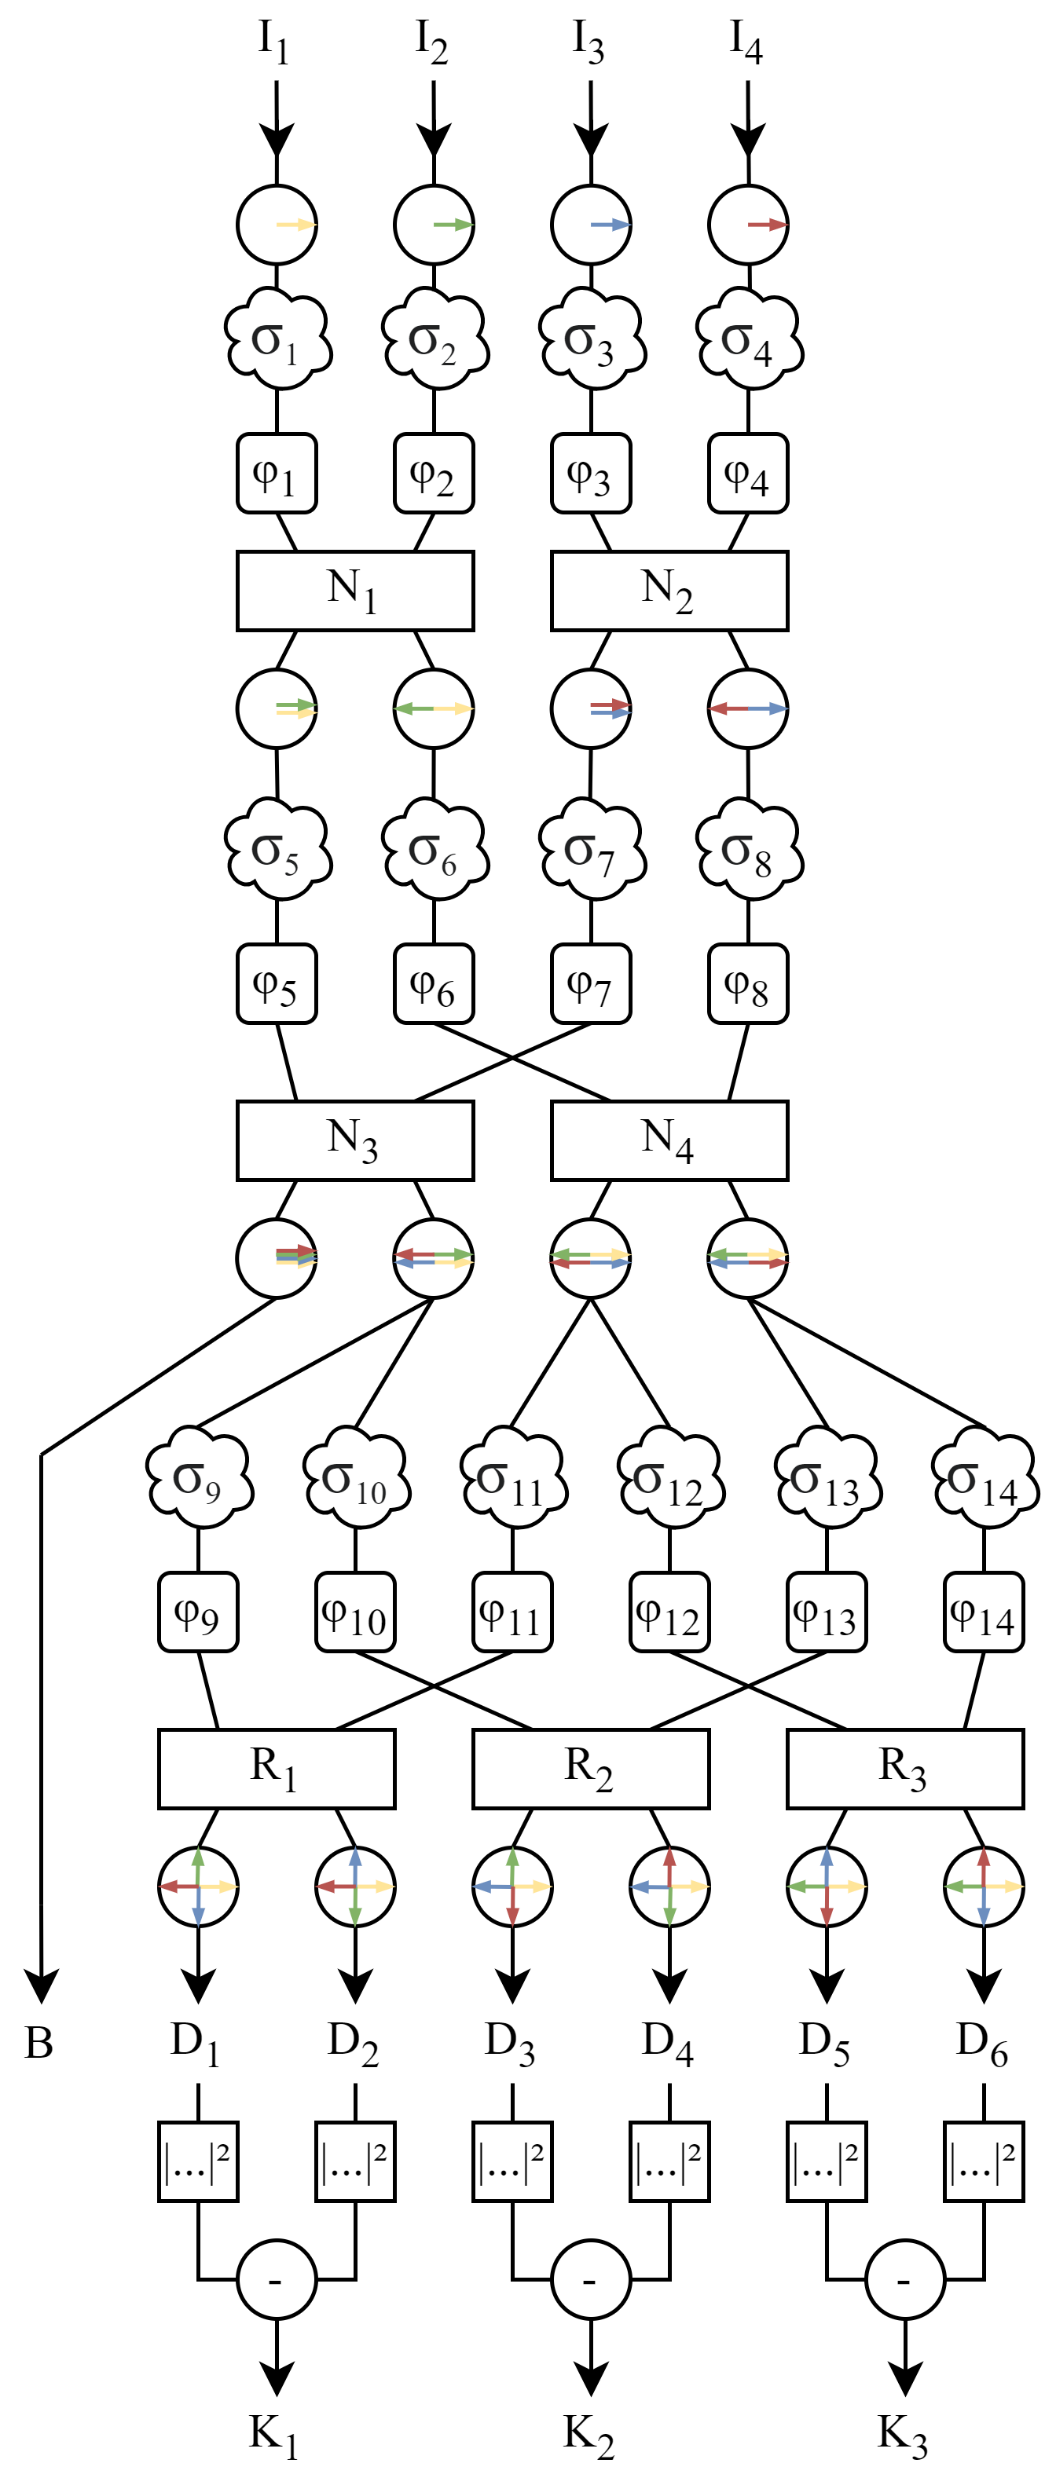 I₁ I₂ I₃ I₄
σ₁ σ₂ σ₃ σ₄
φ₁ φ₂ φ₃ φ₄
N₁ N₂
σ₅ σ₆ σ₇ σ₈
φ₅ φ₆ φ₇ φ₈
N₃ N₄
σ₉ σ₁₀ σ₁₁ σ₁₂ σ₁₃ σ₁₄
φ₉ φ₁₀ φ₁₁ φ₁₂ φ₁₃ φ₁₄
R₁ R₂ R₃
B D₁ D₂ D₃ D₄ D₅ D₆
|...|² |...|² |...|² |...|² |...|² |...|²
- - -
K₁ K₂ K₃